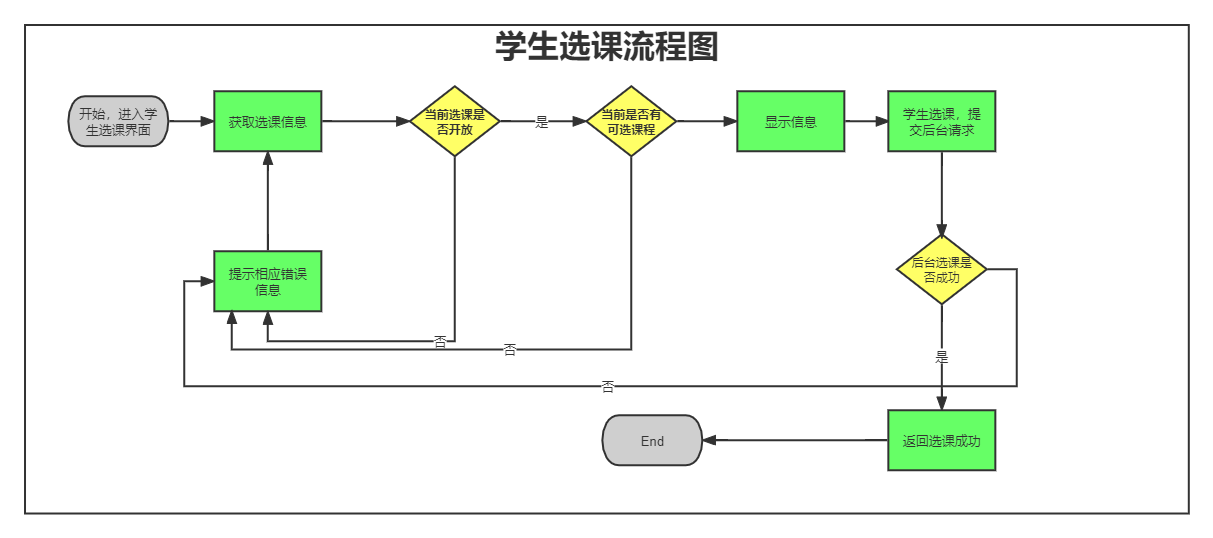 学生选课流程图
开始，进入学
生选课界面
获取选课信息
当前选课是
否开放
是
当前是否有
可选课程
显示信息
学生选课，提
交后台请求
提示相应错误
信息
后台选课是
否成功
否
否
是
否
End
返回选课成功